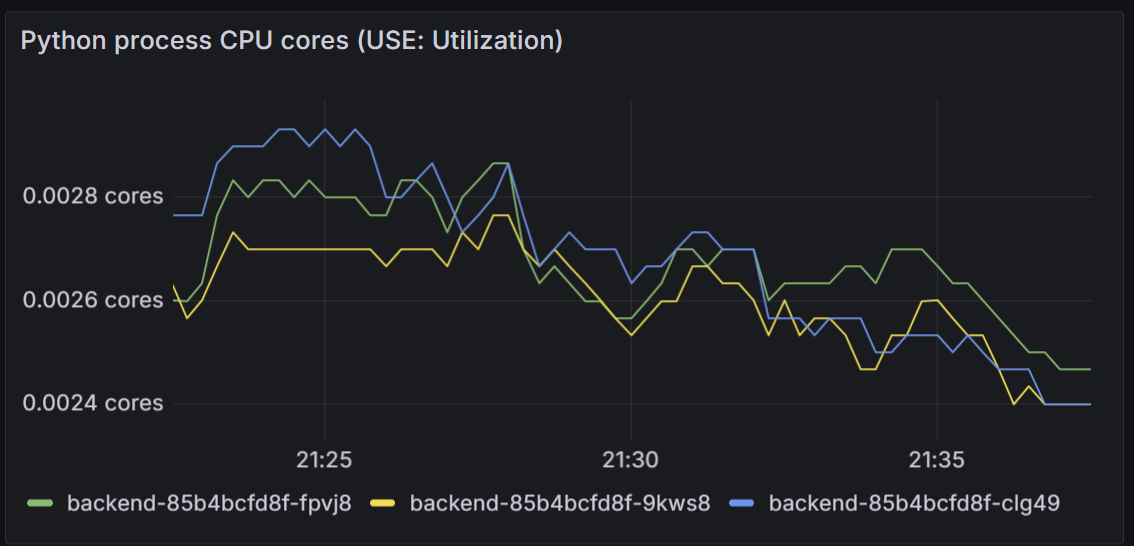 Python process CPU cores (USE: Utilization)
0.0028 cores
0.0026 cores
0.0024 cores
21:25 21:30 21:35
backend-85b4bcfd8f-fpvj8 backend-85b4bcfd8f-9kws8 backend-85b4bcfd8f-clg49